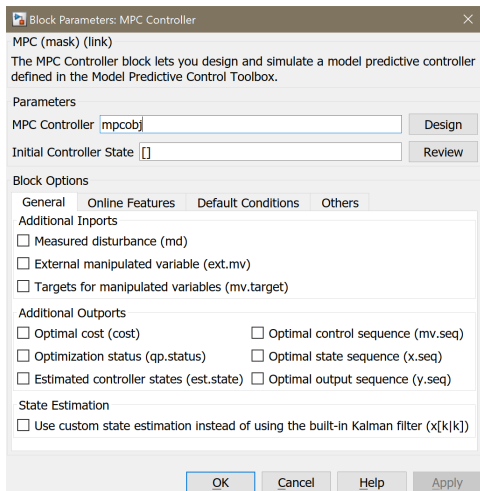 Block Parameters: MPC Controller
MPC (mask) (link)
The MPC Controller block lets you design and simulate a model predictive controller
defined in the Model Predictive Control Toolbox.
Parameters
MPC Controller mpcobj Design
Initial Controller State [] Review
Block Options
General Online Features Default Conditions Others
Additional Inports
Measured disturbance (md)
External manipulated variable (ext.mv)
Targets for manipulated variables (mv.target)
Additional Outports
Optimal cost (cost) Optimal control sequence (mv.seq)
Optimization status (qp.status) Optimal state sequence (x.seq)
Estimated controller states (est.state) Optimal output sequence (y.seq)
State Estimation
Use custom state estimation instead of using the built-in Kalman filter (x[k|k])
OK Cancel Help Apply